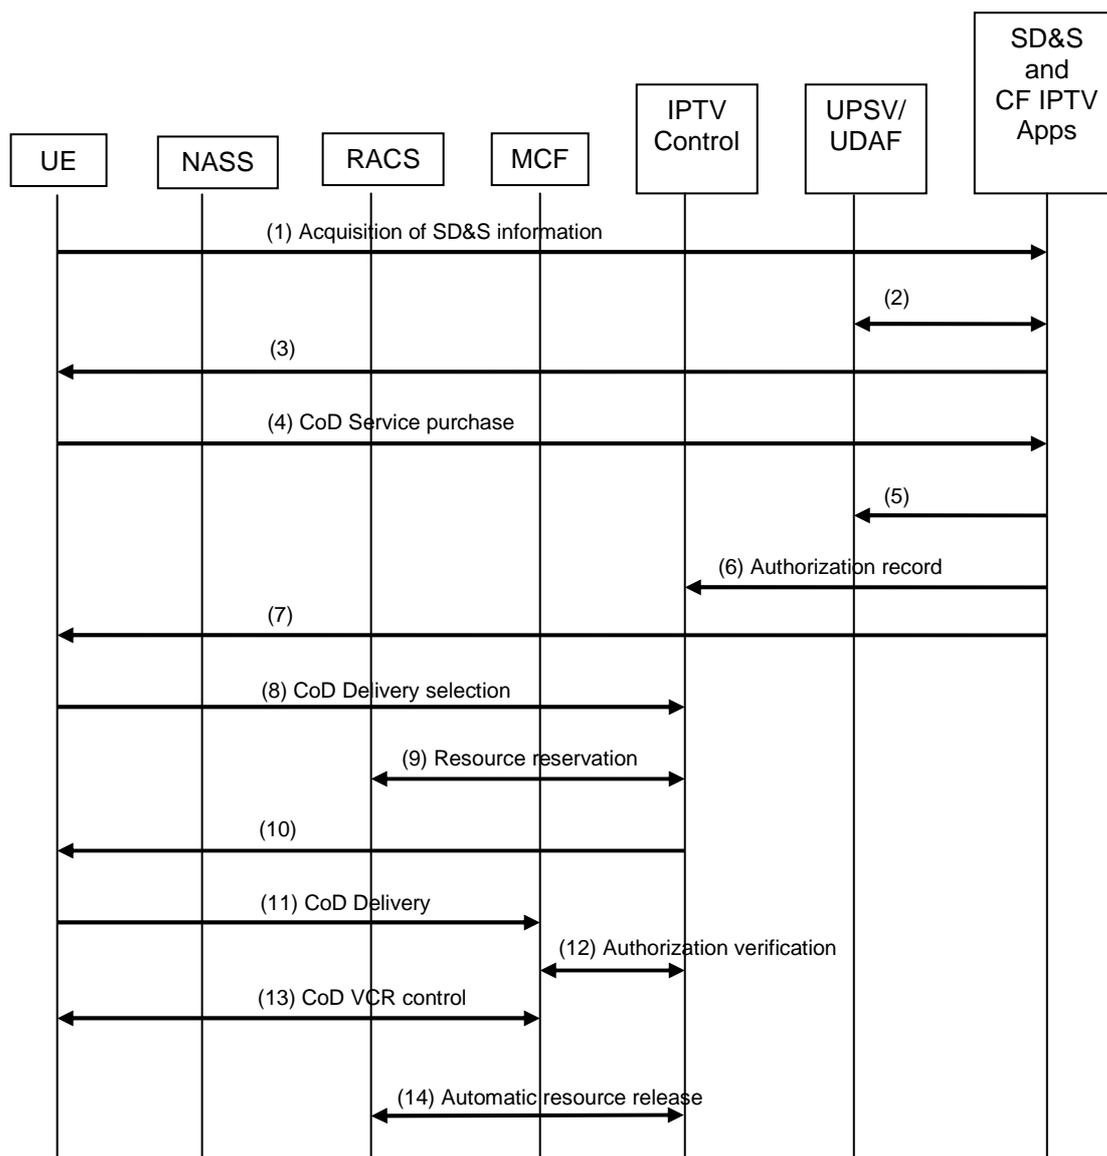 SD&S
and
CF IPTV
Apps
IPTV
Control
UPSV/
UDAF
UE
NASS
RACS
MCF
(1) Acquisition of SD&S information
(2)
(3)
(4) CoD Service purchase
(5)
(6) Authorization record
(7)
(8) CoD Delivery selection
(9) Resource reservation
(10)
(11) CoD Delivery
(12) Authorization verification
(13) CoD VCR control
(14) Automatic resource release